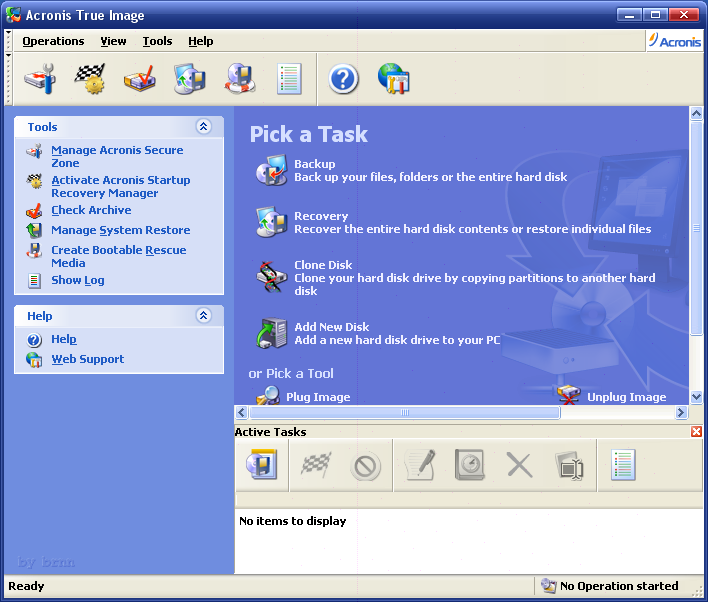 Acronis True Image
Operations View Tools Help
Acronis
Tools
Manage Acronis Secure
Zone
Activate Acronis Startup
Recovery Manager
Check Archive
Manage System Restore
Create Bootable Rescue
Media
Show Log
Help
Help
Web Support
by brnn
Pick a Task
Backup
Back up your files, folders or the entire hard disk
Recovery
Recover the entire hard disk contents or restore individual files
Clone Disk
Clone your hard disk drive by copying partitions to another hard
disk
Add New Disk
Add a new hard disk drive to your PC
or Pick a Tool
Plug Image Unplug Image
Active Tasks
No items to display
Ready No Operation started